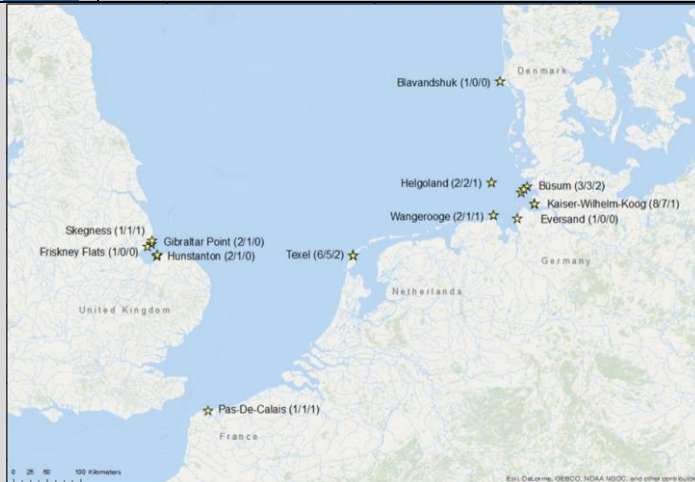 Denmark
Blavandshuk (1/0/0)
Helgoland (2/2/1)
Büsum (3/3/2)
Kaiser-Wilhelm-Koog (8/7/1)
Wangerooge (2/1/1)
Eversand (1/0/0)
Skegness (1/1/1)
Gibraltar Point (2/1/0)
Friskney Flats (1/0/0)
Hunstanton (2/1/0)
Texel (6/5/2)
Germany
Netherlands
United Kingdom
Pas-De-Calais (1/1/1)
France
0 25 50 100 Kilometers
Esri, DeLorme, GEBCO, NOAA NGDC, and other contributor